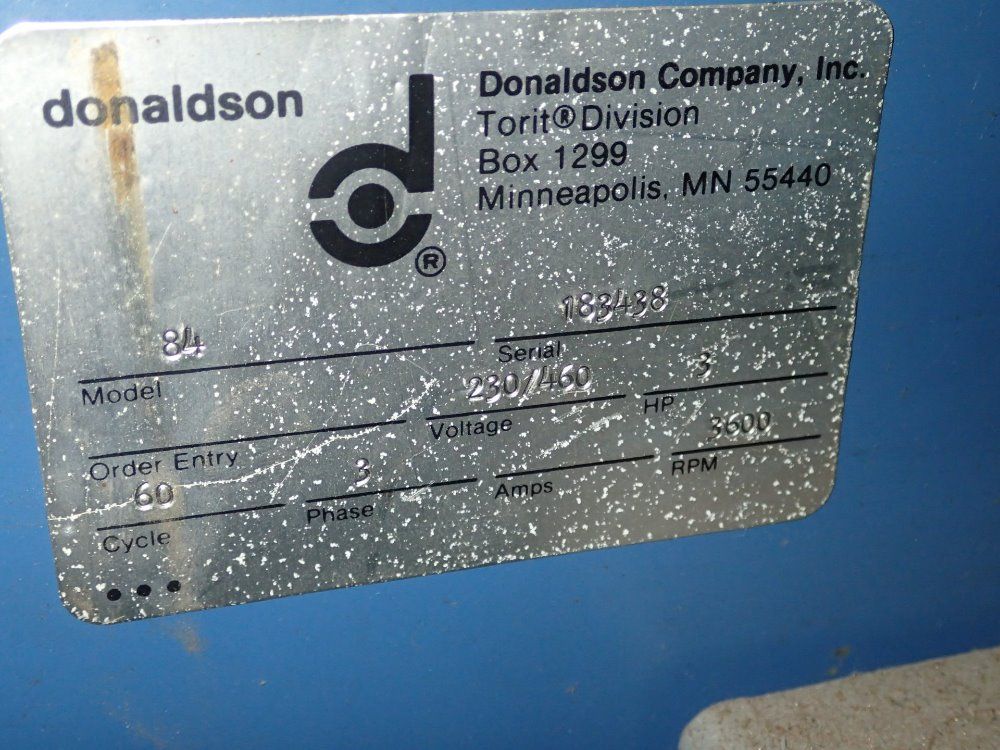 donaldson
Donaldson Company, Inc.
Torit® Division
Box 1299
Minneapolis, MN 55440
®
84
Model
183438
Serial
Order Entry
230/460
Voltage
3
HP
60
Cycle
3
Phase
Amps
3600
RPM